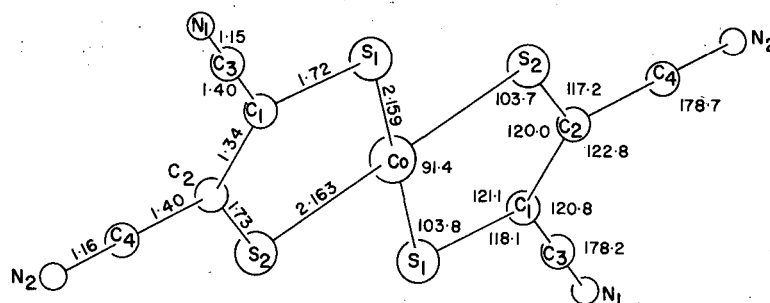 N₁
1·15
C₃
1·40
C₁
1·72
S₁
2·159
1·34
C₂
1·40
C₄
1·16
N₂
1·73
S₂
2·163
Co
91·4
S₂
103·7
117·2
120·0
C₂
122·8
C₄
178·7
N₂
121·1
C₁
120·8
103·8
118·1
S₁
C₃
178·2
N₁